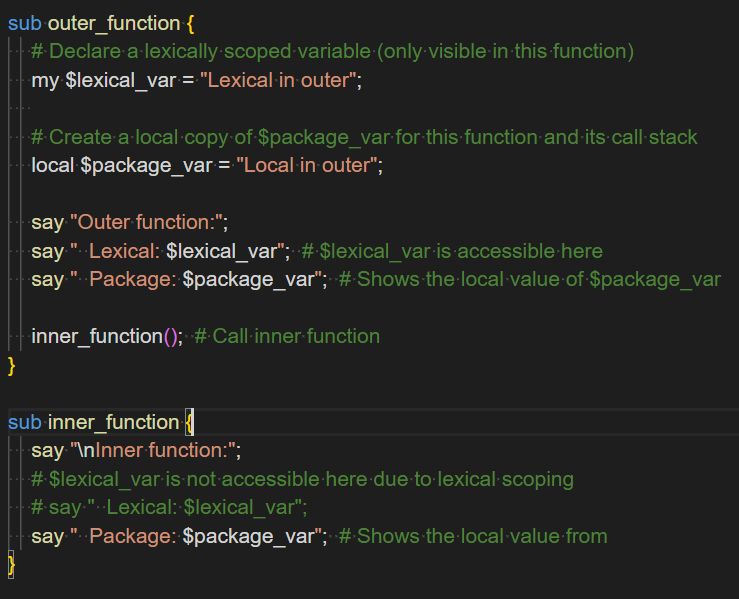 sub outer_function {
    # Declare a lexically scoped variable (only visible in this function)
    my $lexical_var = "Lexical in outer";

    # Create a local copy of $package_var for this function and its call stack
    local $package_var = "Local in outer";

    say "Outer function:";
    say "  Lexical: $lexical_var";  # $lexical_var is accessible here
    say "  Package: $package_var";  # Shows the local value of $package_var

    inner_function();  # Call inner function
}

sub inner_function {
    say "\nInner function:";
    # $lexical_var is not accessible here due to lexical scoping
    # say "  Lexical: $lexical_var";
    say "  Package: $package_var";  # Shows the local value from
}